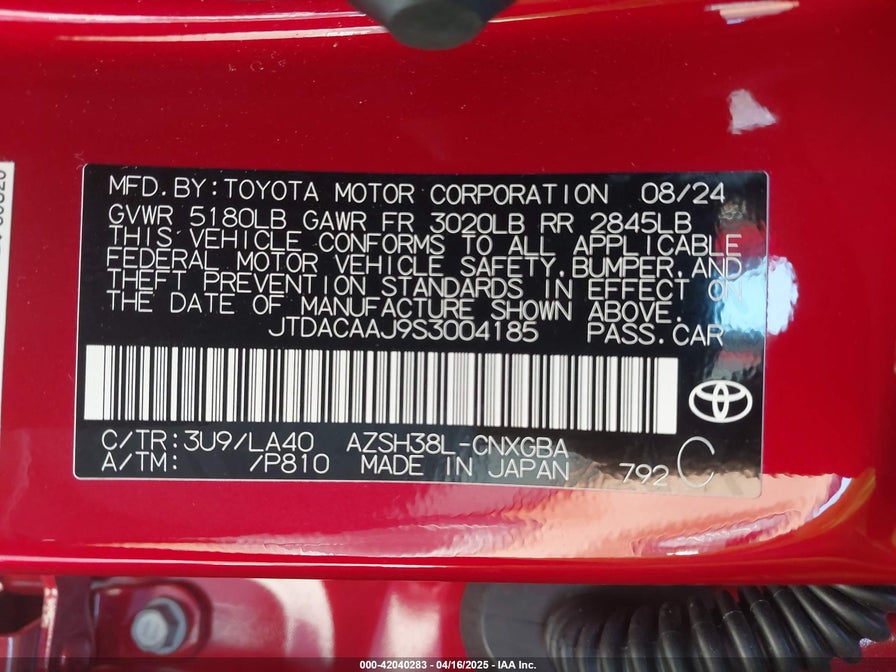 MFD.BY:TOYOTA MOTOR CORPORATION 08/24
GVWR 5180LB GAWR FR 3020LB RR 2845LB
THIS VEHICLE CONFORMS TO ALL APPLICABLE
FEDERAL MOTOR VEHICLE SAFETY,BUMPER,AND
THEFT PREVENTION STANDARDS IN EFFECT ON
THE DATE OF MANUFACTURE SHOWN ABOVE.
JTDACAAJ9S3004185 PASS.CAR
C/TR:3U9/LA40 AZSH38L-CNXGBA
A/TM: /P810 MADE IN JAPAN 792 C
000-42040283 - 04/16/2025 - IAA Inc.